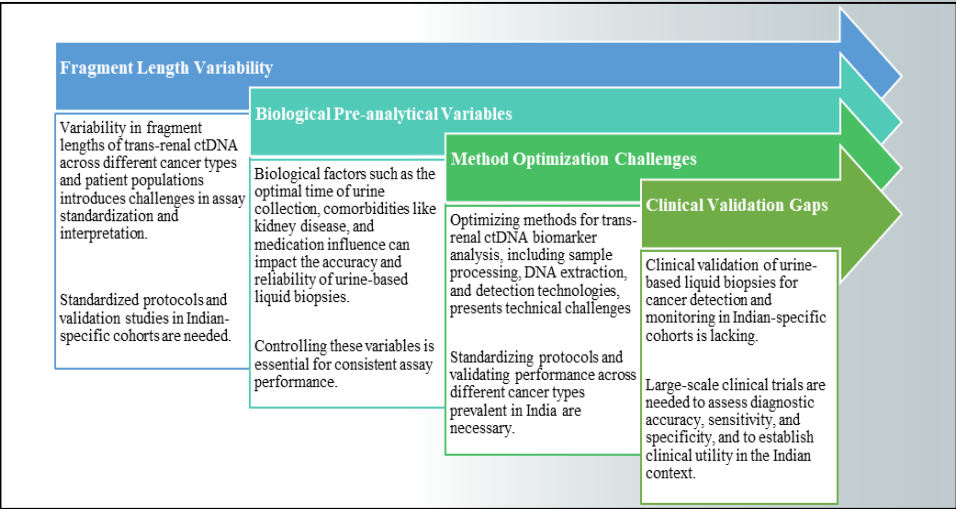 Fragment Length Variability
Variability in fragment
lengths of trans-renal ctDNA
across different cancer types
and patient populations
introduces challenges in assay
standardization and
interpretation.
Standardized protocols and
validation studies in Indian-
specific cohorts are needed.
Biological Pre-analytical Variables
Biological factors such as the
optimal time of urine
collection, comorbidities like
kidney disease, and
medication influence can
impact the accuracy and
reliability of urine-based
liquid biopsies.
Controlling these variables is
essential for consistent assay
performance.
Method Optimization Challenges
Optimizing methods for trans-
renal ctDNA biomarker
analysis, including sample
processing, DNA extraction,
and detection technologies,
presents technical challenges
Standardizing protocols and
validating performance across
different cancer types
prevalent in India are
necessary.
Clinical Validation Gaps
Clinical validation of urine-
based liquid biopsies for
cancer detection and
monitoring in Indian-specific
cohorts is lacking.
Large-scale clinical trials are
needed to assess diagnostic
accuracy, sensitivity, and
specificity, and to establish
clinical utility in the Indian
context.